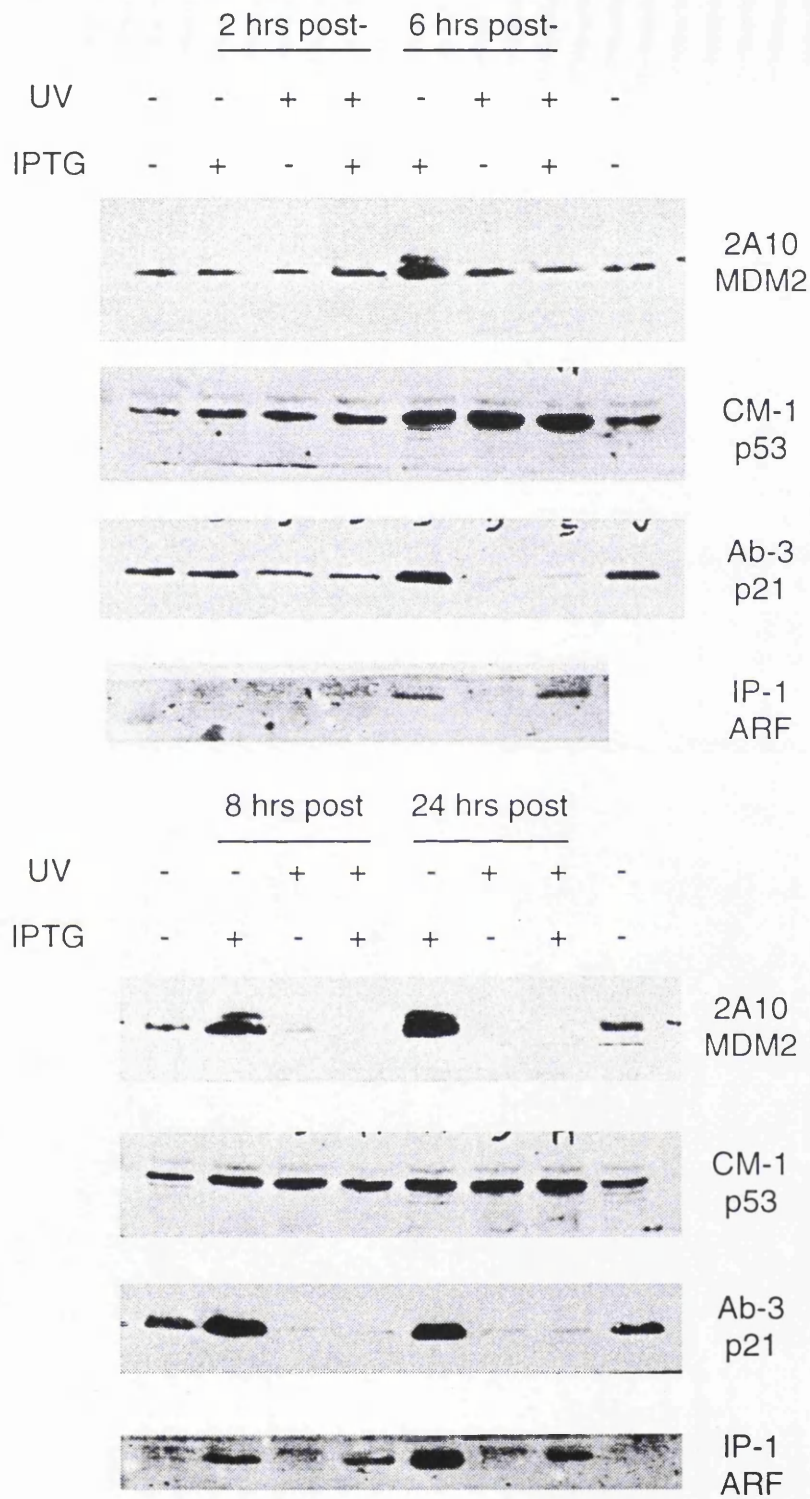 2 hrs post- 6 hrs post-
UV - - + + - + + -
IPTG - + - + + - + -
2A10
MDM2
CM-1
p53
Ab-3
p21
IP-1
ARF
8 hrs post 24 hrs post
UV - - + + - + + -
IPTG - + - + + - + -
2A10
MDM2
CM-1
p53
Ab-3
p21
IP-1
ARF